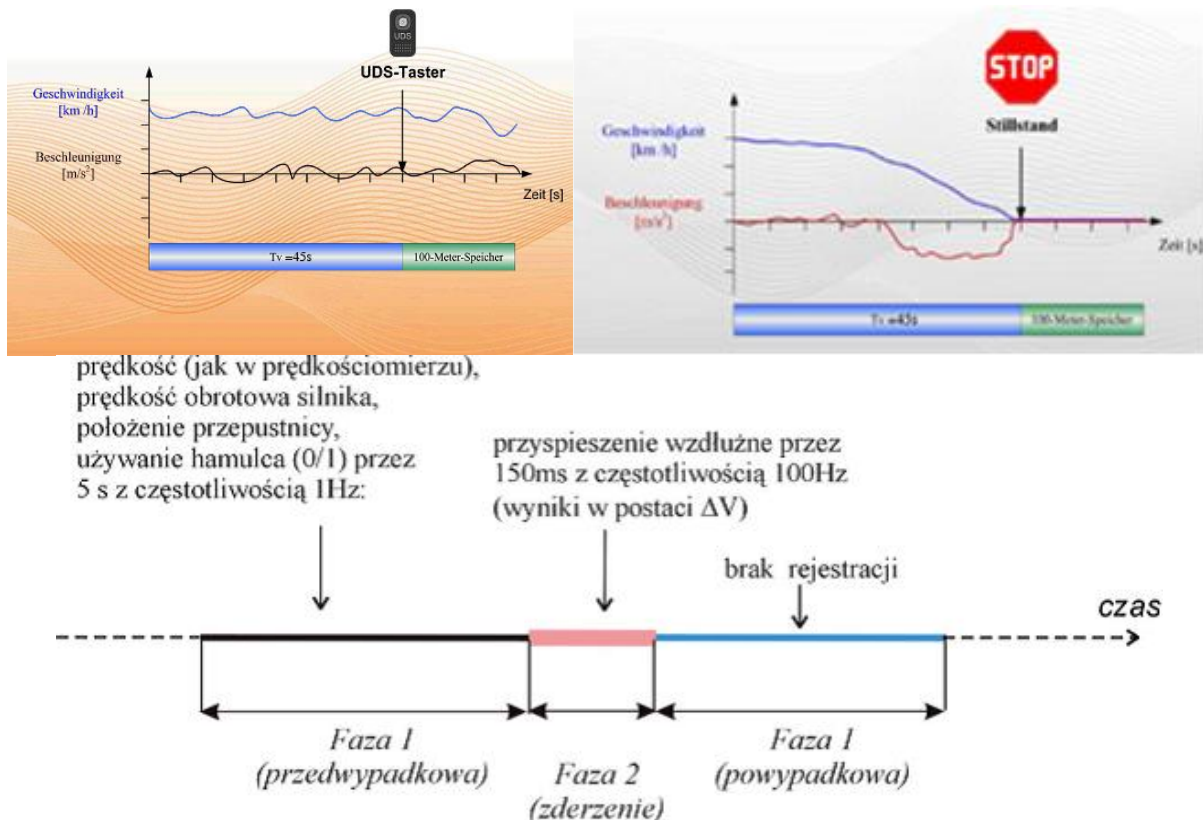 UDS
UDS-Taster
Geschwindigkeit
[km /h]
Beschleunigung
[m/s²]
Zeit [s]
Tv =45s
100-Meter-Speicher
STOP
Stillstand
Geschwindigkeit
[km /h]
Beschleunigung
[m/s²]
Zeit [s]
Tv =45s
100-Meter-Speicher
prędkość (jak w prędkościomierzu),
prędkość obrotowa silnika,
położenie przepustnicy,
używanie hamulca (0/1) przez
5 s z częstotliwością 1Hz:
przyspieszenie wzdłużne przez
150ms z częstotliwością 100Hz
(wyniki w postaci ΔV)
brak rejestracji
czas
Faza 1
(przedwypadkowa)
Faza 2
(zderzenie)
Faza 1
(powypadkowa)